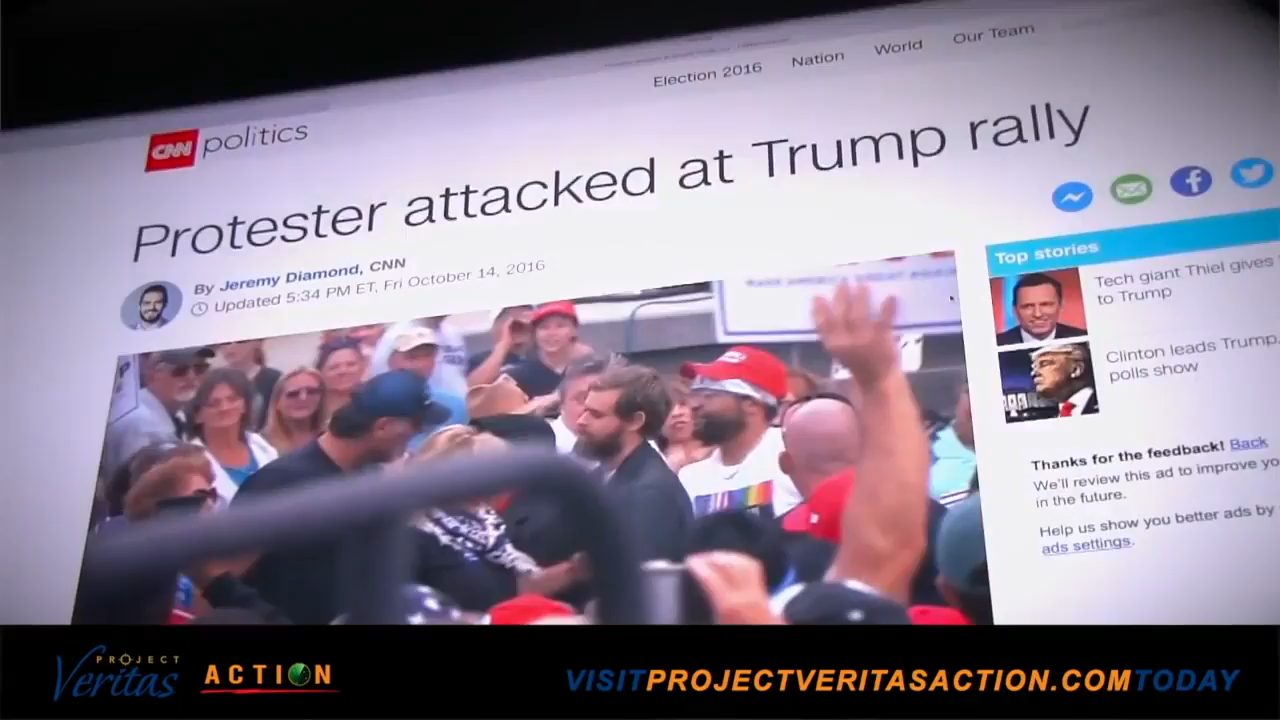 Election 2016 Nation World Our Team
CNN politics
Protester attacked at Trump rally
By Jeremy Diamond, CNN
Updated 5:34 PM ET, Fri October 14, 2016
Top stories
Tech giant Thiel gives
to Trump
Clinton leads Trump,
polls show
Thanks for the feedback! Back
We'll review this ad to improve yo
in the future.
Help us show you better ads by
ads settings.
PROJECT
Veritas ACTION
VISITPROJECTVERITASACTION.COMTODAY